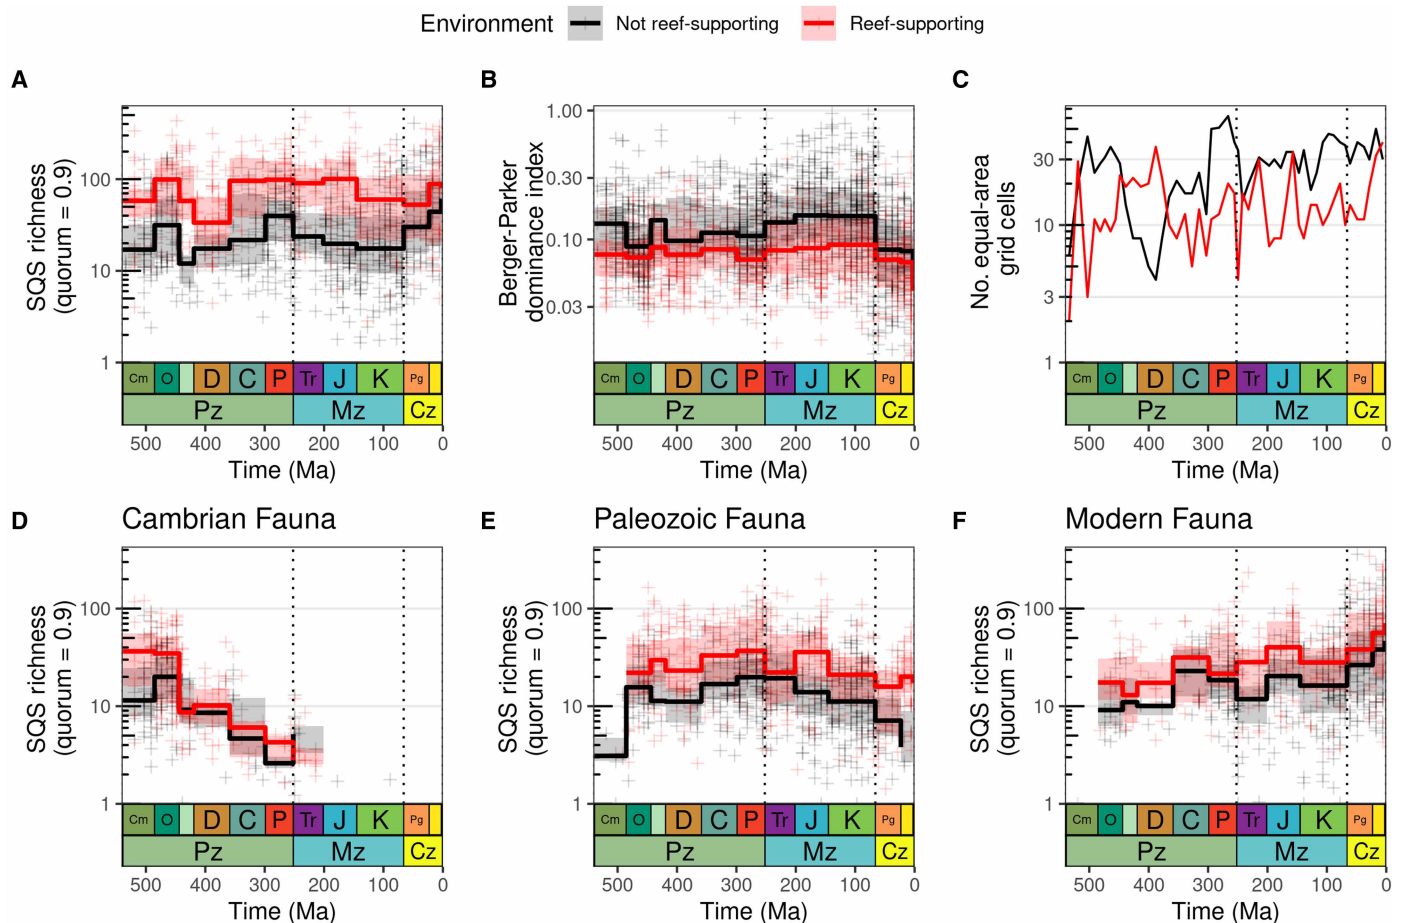 Environment Not reef-supporting Reef-supporting
A
SQS richness
(quorum = 0.9)
100
10
1
Cm O D C P Tr J K Pg
Pz Mz Cz
500 400 300 200 100 0
Time (Ma)
B
Berger-Parker
dominance index
1.00
0.30
0.10
0.03
Cm O D C P Tr J K Pg
Pz Mz Cz
500 400 300 200 100 0
Time (Ma)
C
No. equal-area
grid cells
30
10
3
1
Cm O D C P Tr J K Pg
Pz Mz Cz
500 400 300 200 100 0
Time (Ma)
D Cambrian Fauna
SQS richness
(quorum = 0.9)
100
10
1
Cm O D C P Tr J K Pg
Pz Mz Cz
500 400 300 200 100 0
Time (Ma)
E Paleozoic Fauna
SQS richness
(quorum = 0.9)
100
10
1
Cm O D C P Tr J K Pg
Pz Mz Cz
500 400 300 200 100 0
Time (Ma)
F Modern Fauna
SQS richness
(quorum = 0.9)
100
10
1
Cm O D C P Tr J K Pg
Pz Mz Cz
500 400 300 200 100 0
Time (Ma)